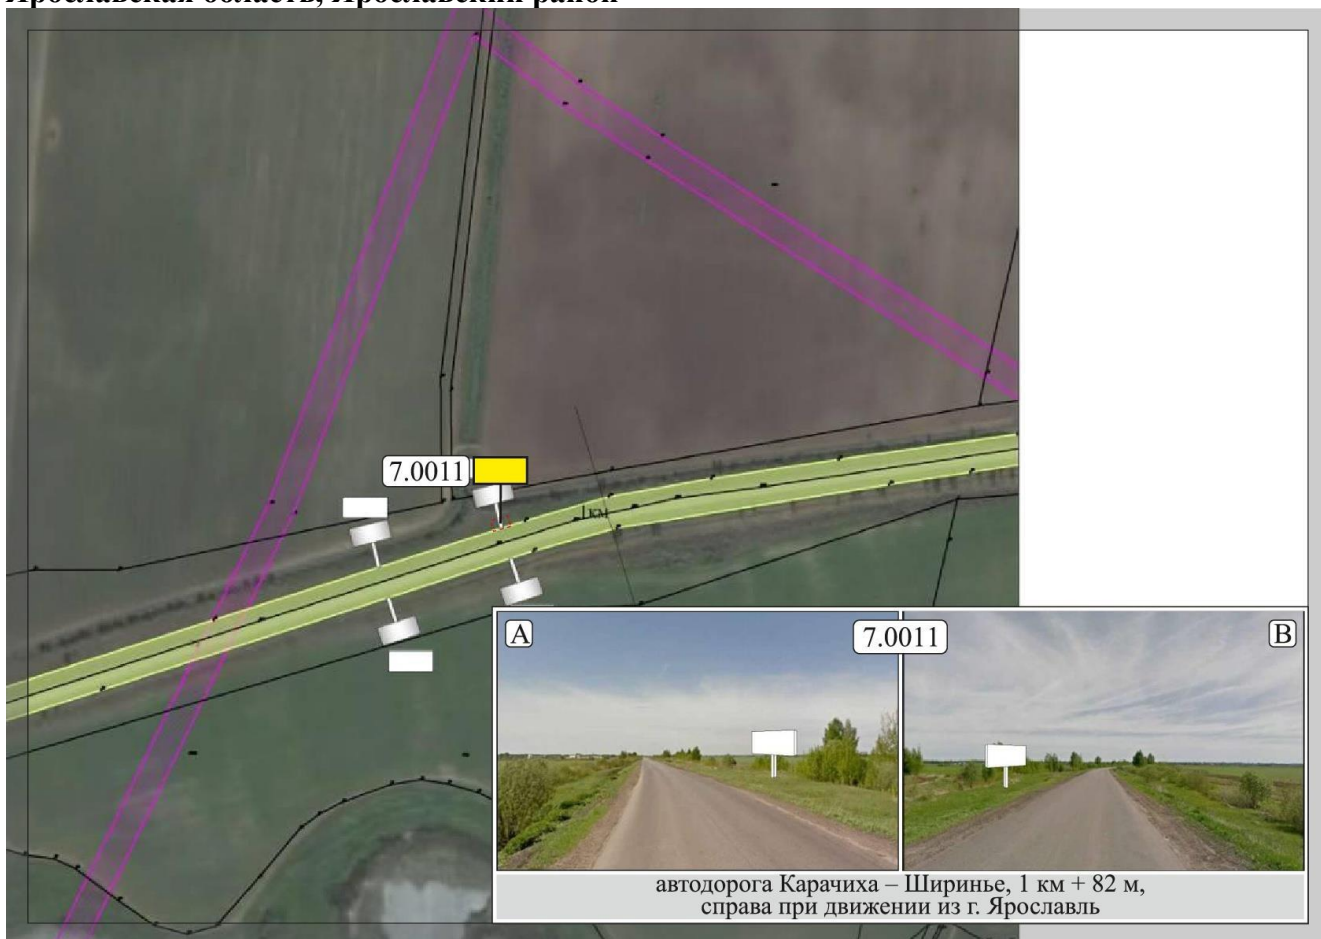 Ярославская область, Ярославский район
7.0011
1км
A
7.0011
B
автодорога Карачиха – Ширинье, 1 км + 82 м,
справа при движении из г. Ярославль